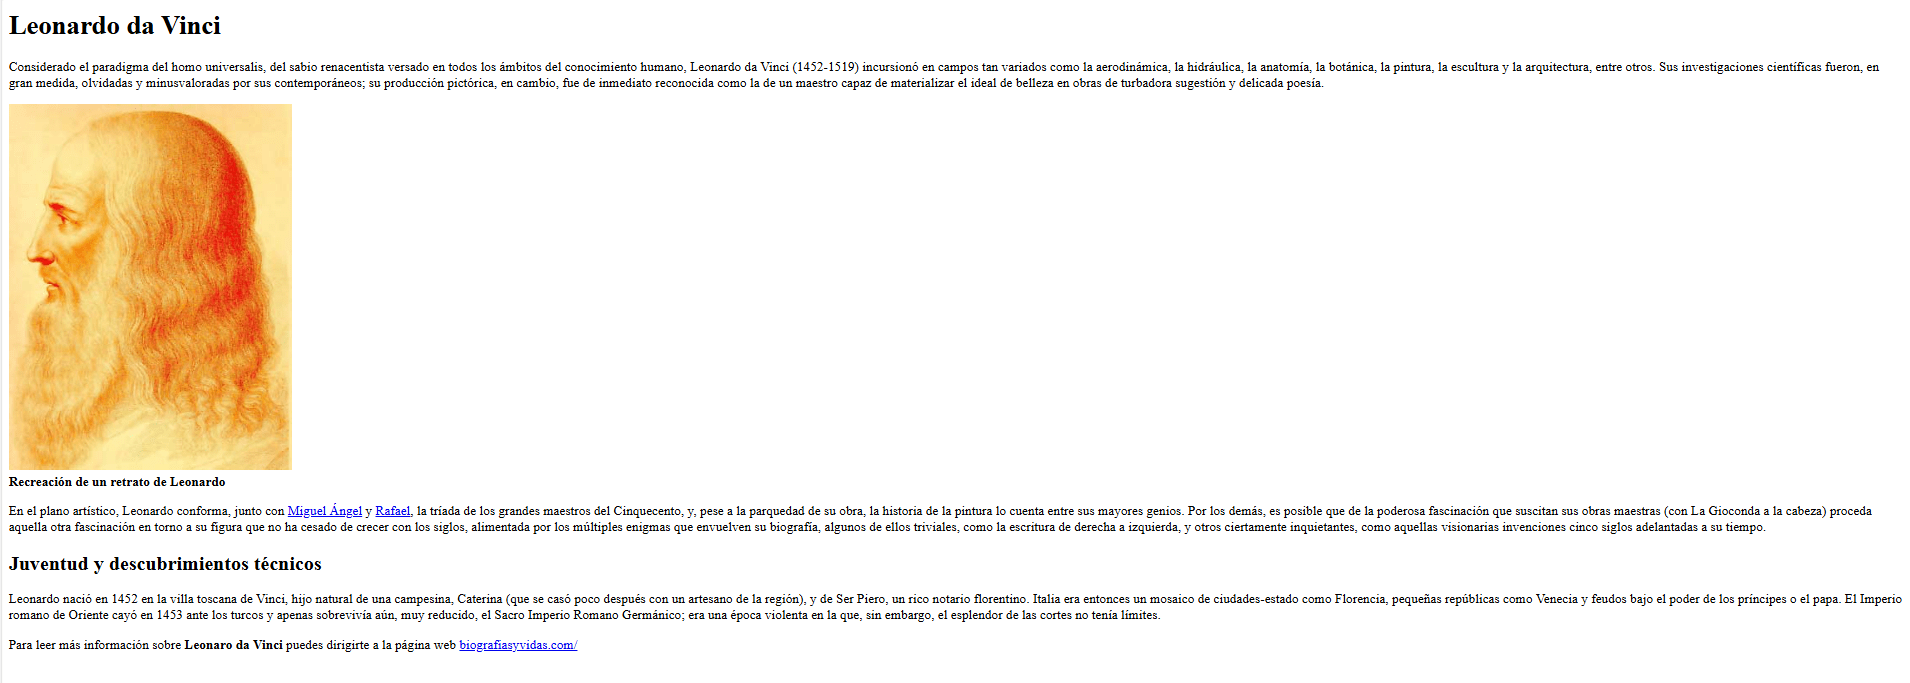 Leonardo da Vinci
Considerado el paradigma del homo universalis, del sabio renacentista versado en todos los ámbitos del conocimiento humano, Leonardo da Vinci (1452-1519) incursionó en campos tan variados como la aerodinámica, la hidráulica, la anatomía, la botánica, la pintura, la escultura y la arquitectura, entre otros. Sus investigaciones científicas fueron, en
gran medida, olvidadas y minusvaloradas por sus contemporáneos; su producción pictórica, en cambio, fue de inmediato reconocida como la de un maestro capaz de materializar el ideal de belleza en obras de turbadora sugestión y delicada poesía.
Recreación de un retrato de Leonardo
En el plano artístico, Leonardo conforma, junto con Miguel Ángel y Rafael, la tríada de los grandes maestros del Cinquecento, y, pese a la parquedad de su obra, la historia de la pintura lo cuenta entre sus mayores genios. Por los demás, es posible que de la poderosa fascinación que suscitan sus obras maestras (con La Gioconda a la cabeza) proceda
aquella otra fascinación en torno a su figura que no ha cesado de crecer con los siglos, alimentada por los múltiples enigmas que envuelven su biografía, algunos de ellos triviales, como la escritura de derecha a izquierda, y otros ciertamente inquietantes, como aquellas visionarias invenciones cinco siglos adelantadas a su tiempo.
Juventud y descubrimientos técnicos
Leonardo nació en 1452 en la villa toscana de Vinci, hijo natural de una campesina, Caterina (que se casó poco después con un artesano de la región), y de Ser Piero, un rico notario florentino. Italia era entonces un mosaico de ciudades-estado como Florencia, pequeñas repúblicas como Venecia y feudos bajo el poder de los príncipes o el papa. El Imperio
romano de Oriente cayó en 1453 ante los turcos y apenas sobrevivía aún, muy reducido, el Sacro Imperio Romano Germánico; era una época violenta en la que, sin embargo, el esplendor de las cortes no tenía límites.
Para leer más información sobre Leonaro da Vinci puedes dirigirte a la página web biografiasyvidas.com/